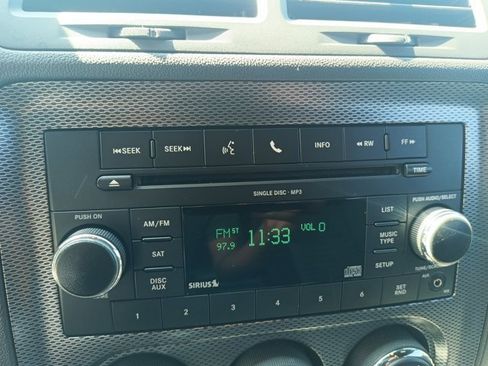 ⏮SEEK SEEK⏭ INFO ◀◀RW FF▶▶
SINGLE DISC · MP3 TIME
PUSH ON PUSH AUDIO/SELECT
AM/FM FM ST 11:33 VOL 0 LIST
97.9
MUSIC TYPE
SAT
DISC AUX SIRIUS SETUP
1 2 3 4 5 6 SET RND